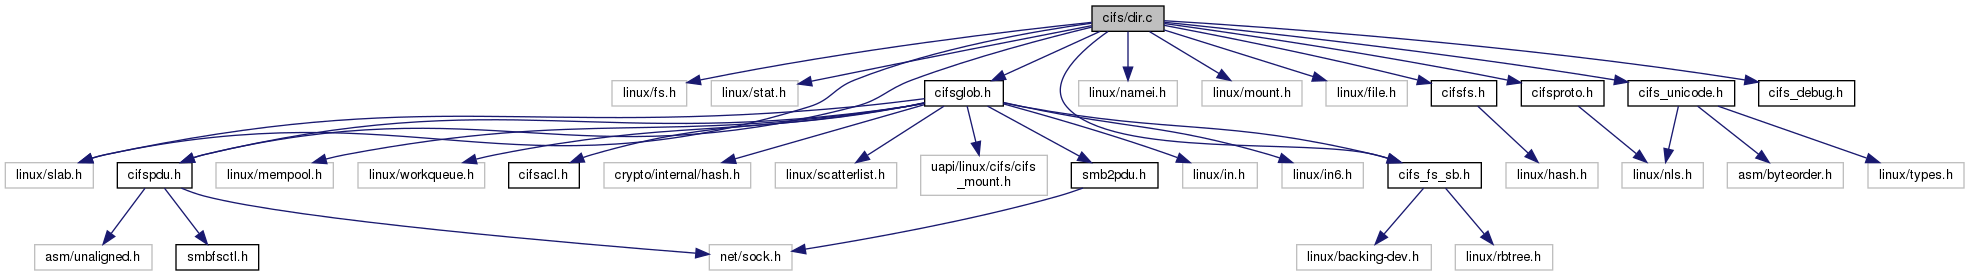 cifs/dir.c
linux/fs.h
linux/stat.h
cifsglob.h
linux/namei.h
linux/mount.h
linux/file.h
cifsfs.h
cifsproto.h
cifs_unicode.h
cifs_debug.h
linux/slab.h
cifspdu.h
linux/mempool.h
linux/workqueue.h
cifsacl.h
crypto/internal/hash.h
linux/scatterlist.h
uapi/linux/cifs/cifs
_mount.h
smb2pdu.h
linux/in.h
linux/in6.h
cifs_fs_sb.h
linux/hash.h
linux/nls.h
asm/byteorder.h
linux/types.h
asm/unaligned.h
smbfsctl.h
net/sock.h
linux/backing-dev.h
linux/rbtree.h